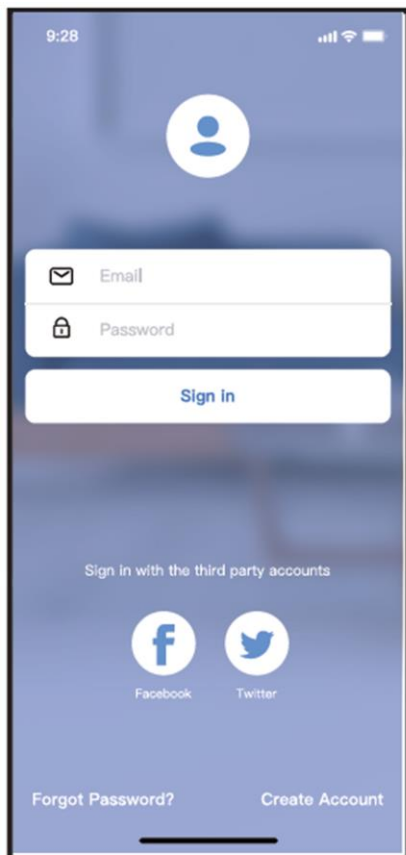 9:28
Email
Password
Sign in
Sign in with the third party accounts
Facebook Twitter
Forgot Password? Create Account